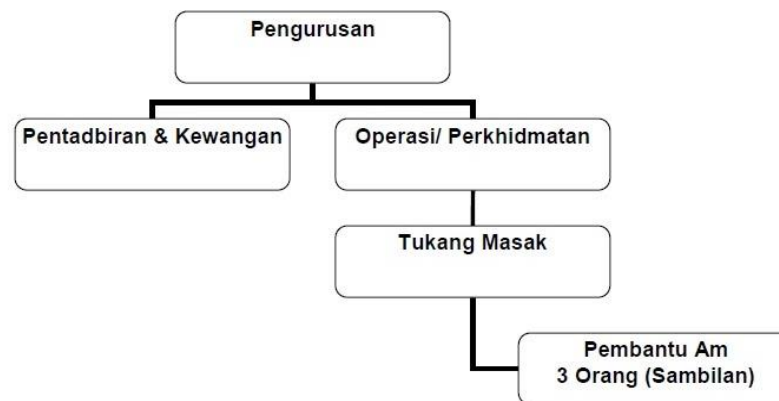 Pengurusan
Pentadbiran & Kewangan
Operasi/ Perkhidmatan
Tukang Masak
Pembantu Am
3 Orang (Sambilan)